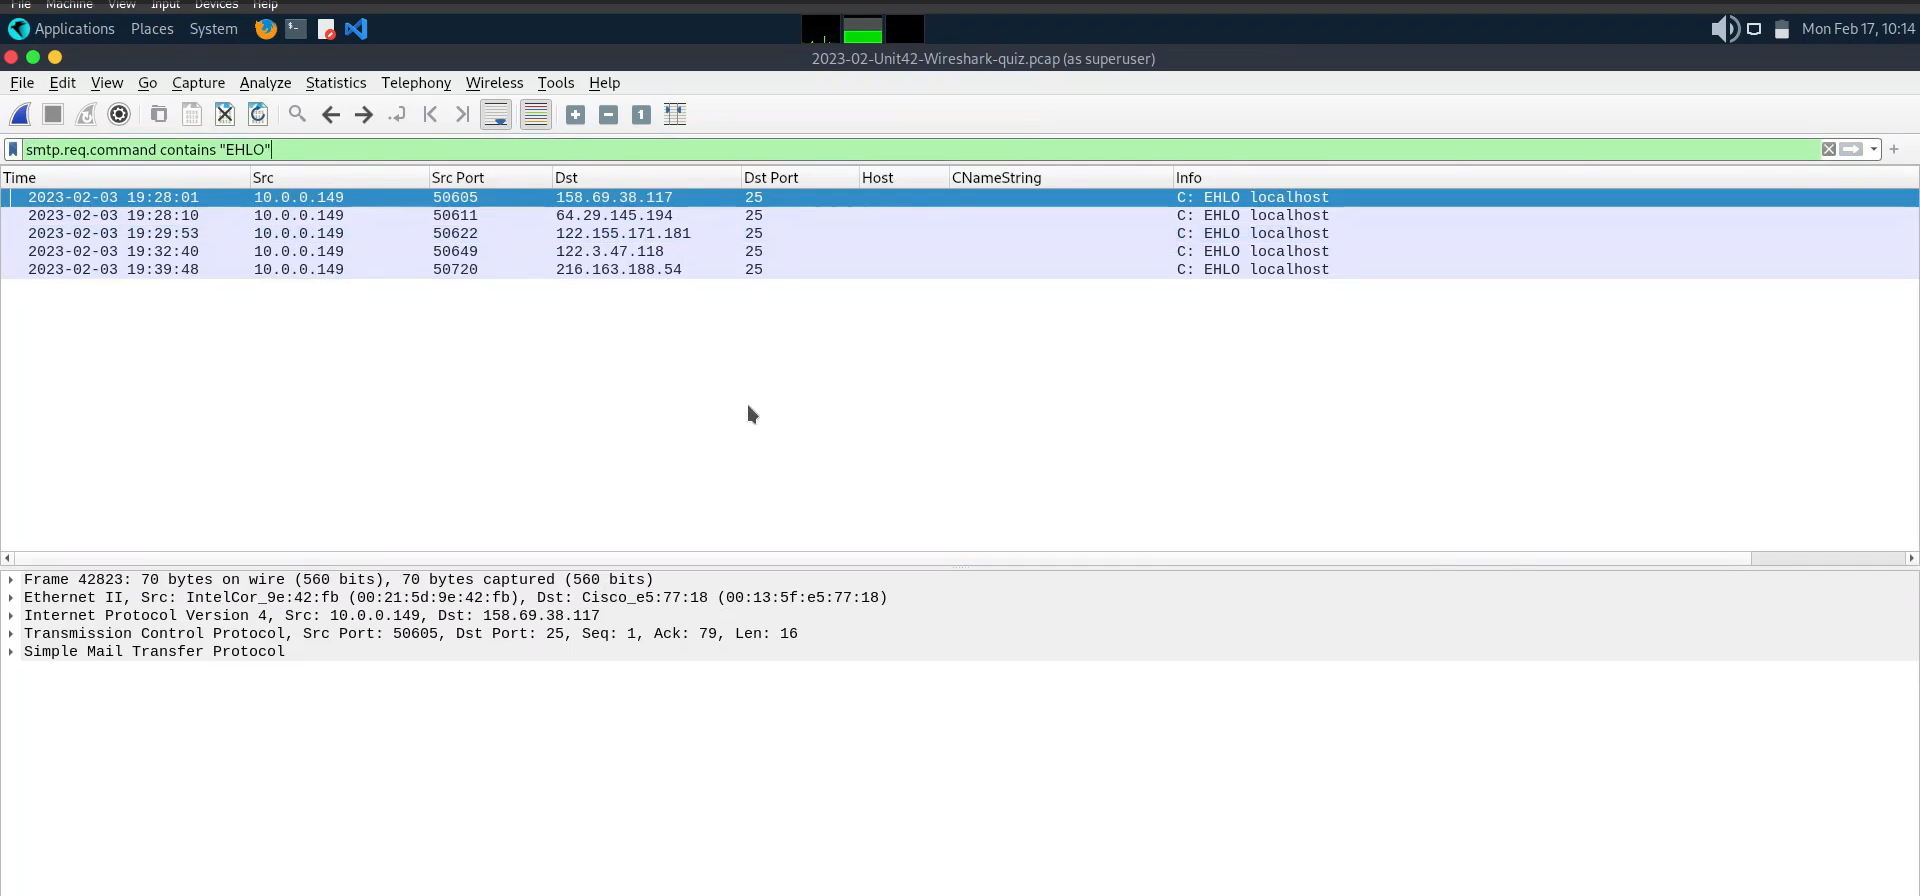 File Machine View Input Devices Help
Applications Places System Mon Feb 17, 10:14
2023-02-Unit42-Wireshark-quiz.pcap (as superuser)
File Edit View Go Capture Analyze Statistics Telephony Wireless Tools Help
smtp.req.command contains "EHLO"
Time Src Src Port Dst Dst Port Host CNameString Info
2023-02-03 19:28:01 10.0.0.149 50605 158.69.38.117 25 C: EHLO localhost
2023-02-03 19:28:10 10.0.0.149 50611 64.29.145.194 25 C: EHLO localhost
2023-02-03 19:29:53 10.0.0.149 50622 122.155.171.181 25 C: EHLO localhost
2023-02-03 19:32:40 10.0.0.149 50649 122.3.47.118 25 C: EHLO localhost
2023-02-03 19:39:48 10.0.0.149 50720 216.163.188.54 25 C: EHLO localhost
Frame 42823: 70 bytes on wire (560 bits), 70 bytes captured (560 bits)
Ethernet II, Src: IntelCor_9e:42:fb (00:21:5d:9e:42:fb), Dst: Cisco_e5:77:18 (00:13:5f:e5:77:18)
Internet Protocol Version 4, Src: 10.0.0.149, Dst: 158.69.38.117
Transmission Control Protocol, Src Port: 50605, Dst Port: 25, Seq: 1, Ack: 79, Len: 16
Simple Mail Transfer Protocol